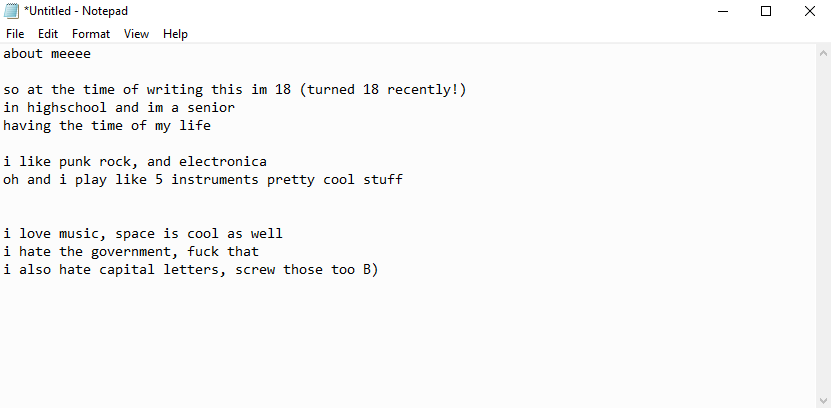 *Untitled - Notepad
File Edit Format View Help
about meeee
so at the time of writing this im 18 (turned 18 recently!)
in highschool and im a senior
having the time of my life
i like punk rock, and electronica
oh and i play like 5 instruments pretty cool stuff
i love music, space is cool as well
i hate the government, fuck that
i also hate capital letters, screw those too B)